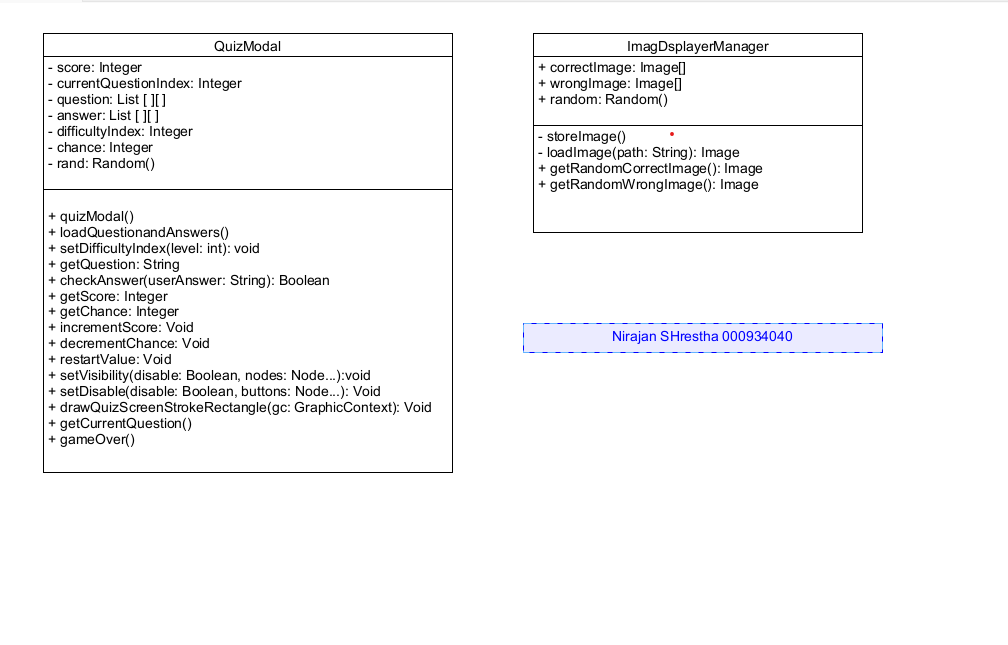 QuizModal
- score: Integer
- currentQuestionIndex: Integer
- question: List [ ][ ]
- answer: List [ ][ ]
- difficultyIndex: Integer
- chance: Integer
- rand: Random()
+ quizModal()
+ loadQuestionandAnswers()
+ setDifficultyIndex(level: int): void
+ getQuestion: String
+ checkAnswer(userAnswer: String): Boolean
+ getScore: Integer
+ getChance: Integer
+ incrementScore: Void
+ decrementChance: Void
+ restartValue: Void
+ setVisibility(disable: Boolean, nodes: Node...):void
+ setDisable(disable: Boolean, buttons: Node...): Void
+ drawQuizScreenStrokeRectangle(gc: GraphicContext): Void
+ getCurrentQuestion()
+ gameOver()
ImagDsplayerManager
+ correctImage: Image[]
+ wrongImage: Image[]
+ random: Random()
- storeImage()
- loadImage(path: String): Image
+ getRandomCorrectImage(): Image
+ getRandomWrongImage(): Image
Nirajan SHrestha 000934040